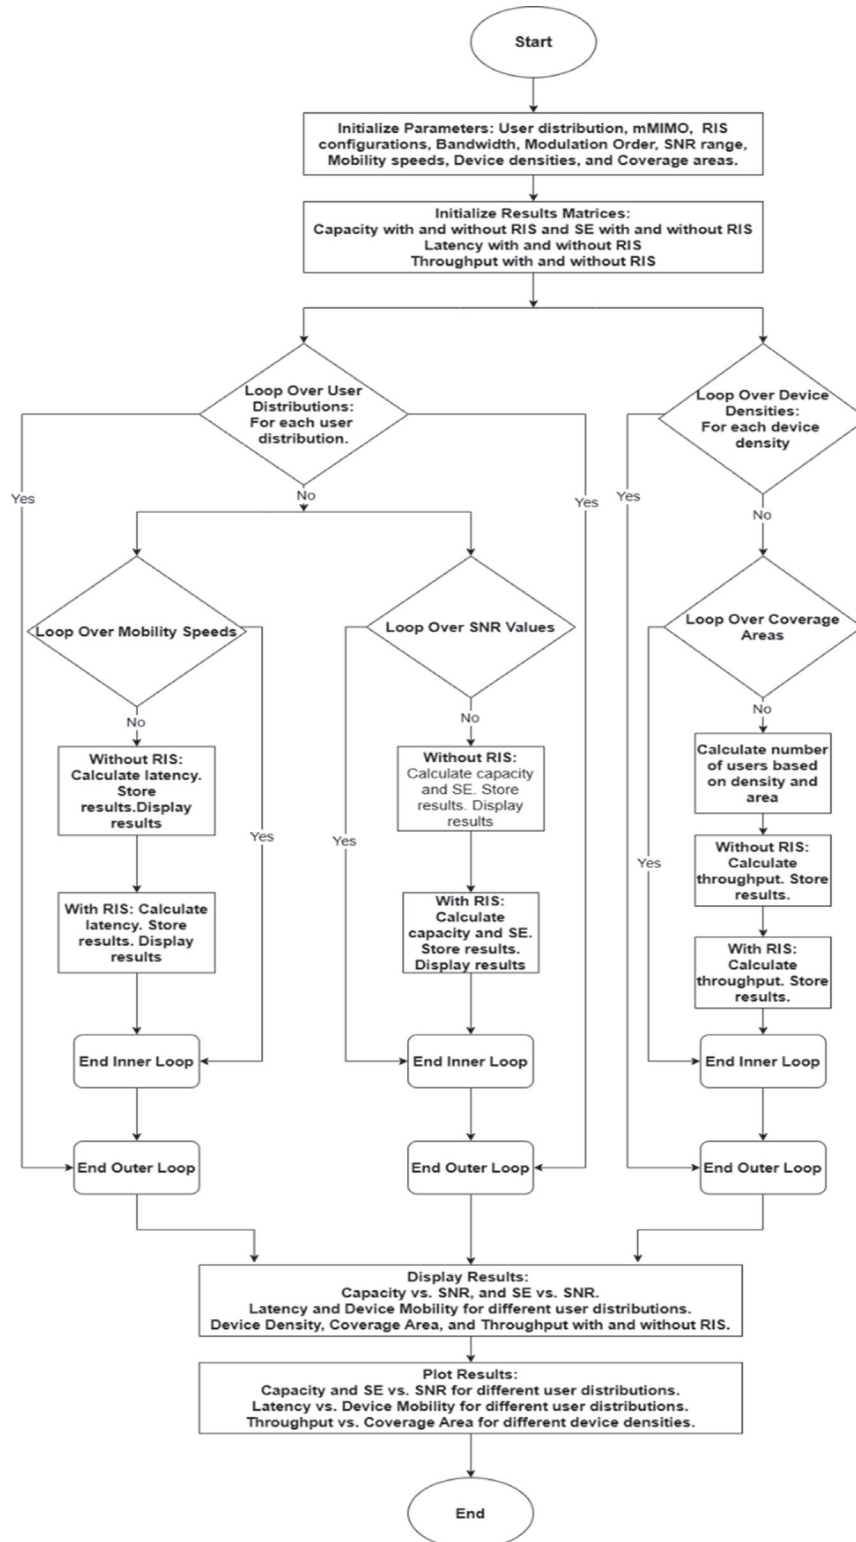 Start
Initialize Parameters: User distribution, mMIMO, RIS
configurations, Bandwidth, Modulation Order, SNR range,
Mobility speeds, Device densities, and Coverage areas.
Initialize Results Matrices:
Capacity with and without RIS and SE with and without RIS
Latency with and without RIS
Throughput with and without RIS
Loop Over User
Distributions:
For each user
distribution.
Loop Over Device
Densities:
For each device
density
Yes
No
Yes
Yes
No
Loop Over Mobility Speeds
Loop Over SNR Values
Loop Over Coverage
Areas
No
No
No
Without RIS:
Calculate latency.
Store
results.Display
results
Without RIS:
Calculate capacity
and SE. Store
results. Display
results
Calculate number
of users based
on density and
area
Yes
Yes
Yes
Without RIS:
Calculate
throughput. Store
results.
With RIS: Calculate
latency. Store
results. Display
results
With RIS:
Calculate
capacity and SE.
Store results.
Display results
With RIS:
Calculate
throughput. Store
results.
End Inner Loop
End Inner Loop
End Inner Loop
End Outer Loop
End Outer Loop
End Outer Loop
Display Results:
Capacity vs. SNR, and SE vs. SNR.
Latency and Device Mobility for different user distributions.
Device Density, Coverage Area, and Throughput with and without RIS.
Plot Results:
Capacity and SE vs. SNR for different user distributions.
Latency vs. Device Mobility for different user distributions.
Throughput vs. Coverage Area for different device densities.
End